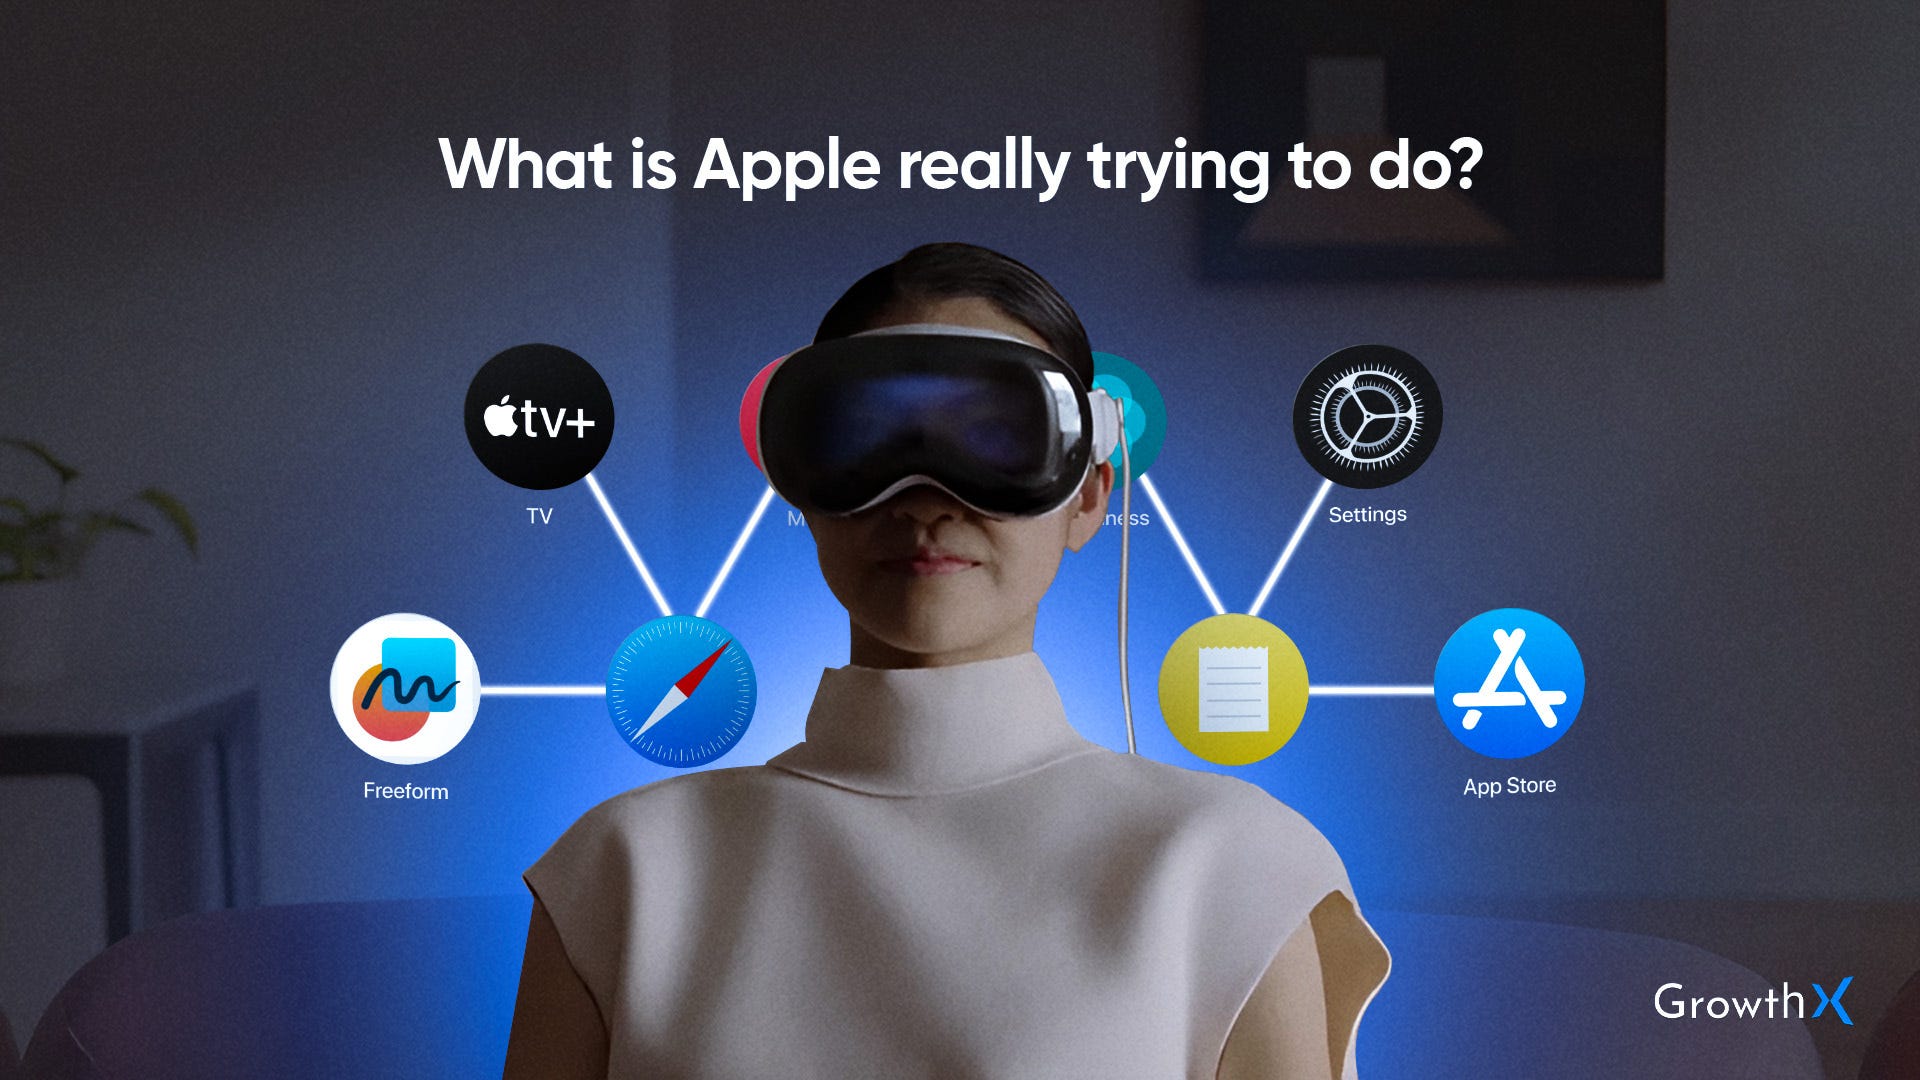 What is Apple really trying to do?
tv+
TV
Settings
Freeform
App Store
GrowthX